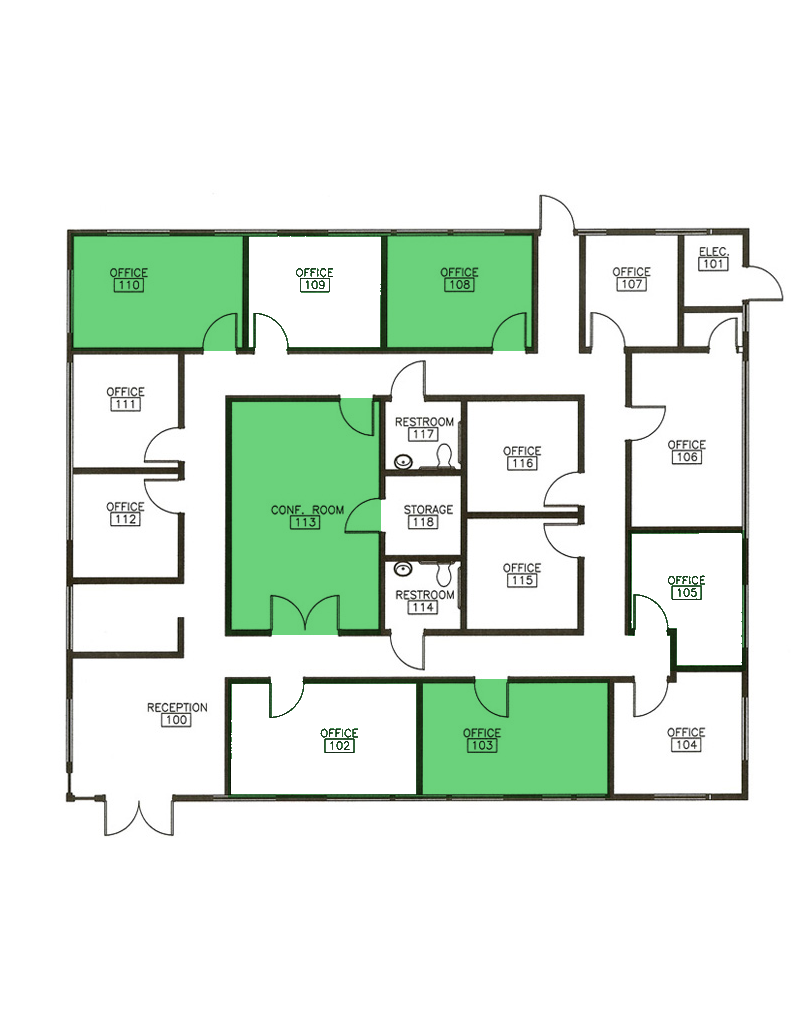 ELEC.
101
OFFICE
110
OFFICE
109
OFFICE
108
OFFICE
107
OFFICE
111
RESTROOM
117
OFFICE
116
OFFICE
106
OFFICE
112
CONF. ROOM
113
STORAGE
118
OFFICE
115
RESTROOM
114
OFFICE
105
RECEPTION
100
OFFICE
102
OFFICE
103
OFFICE
104